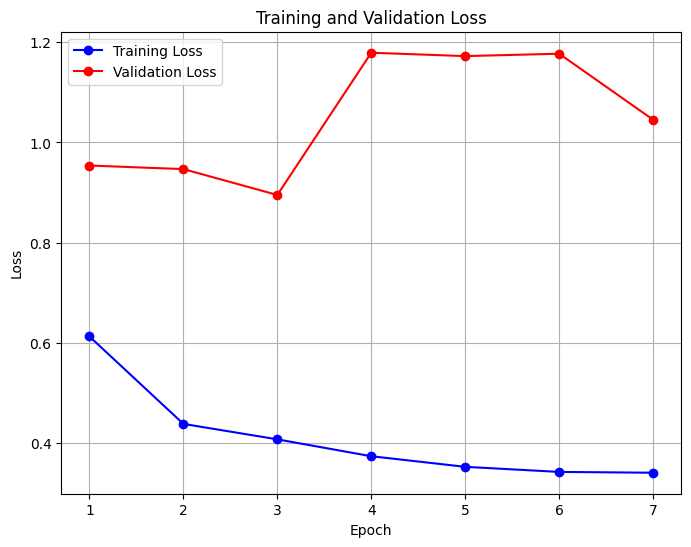 Training and Validation Loss
Training Loss
Validation Loss
1.2
1.0
0.8
0.6
0.4
Loss
1 2 3 4 5 6 7
Epoch